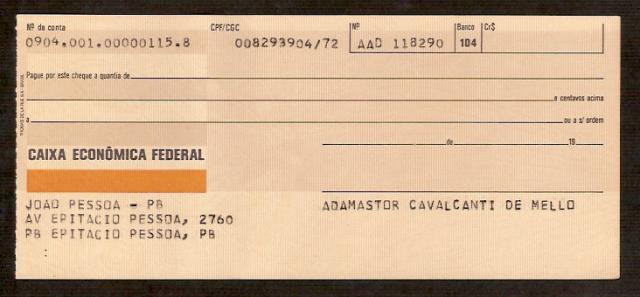 Nº da conta CPF/CGC Nº Banco Cr$
0904.001.00000115.8 008293904/72 AAD 118290 104
Pague por este cheque a quantia de
e centavos acima
a ou a s/ ordem
de 19
CAIXA ECONÔMICA FEDERAL
JOAO PESSOA - PB ADAMASTOR CAVALCANTI DE MELLO
AV EPITACIO PESSOA, 2760
PB EPITACIO PESSOA, PB
: